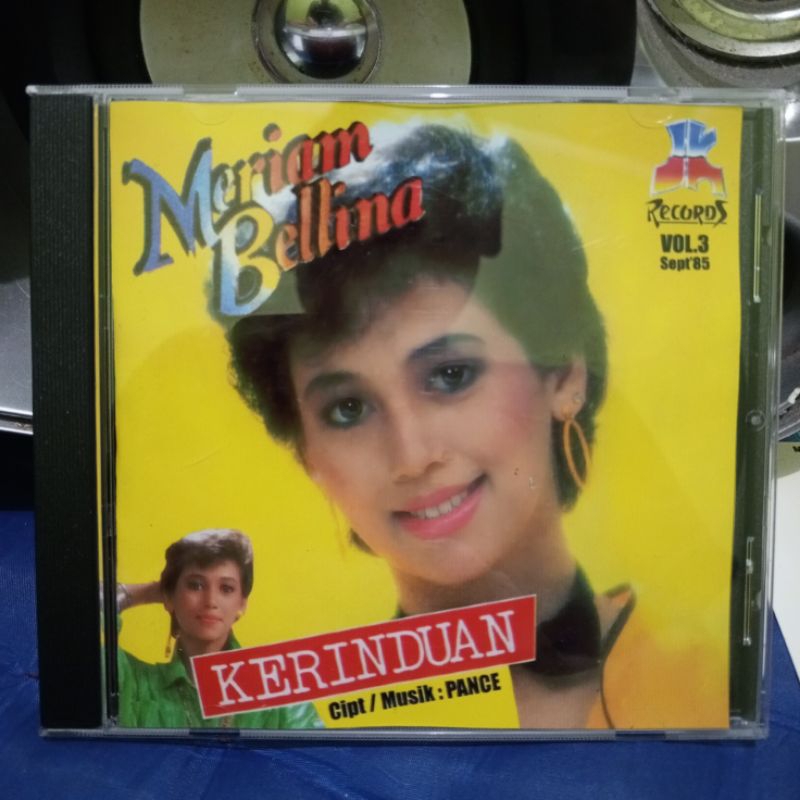 Meriam
Bellina
JK
RECORDS
VOL.3
Sept'85
KERINDUAN
Cipt / Musik : PANCE